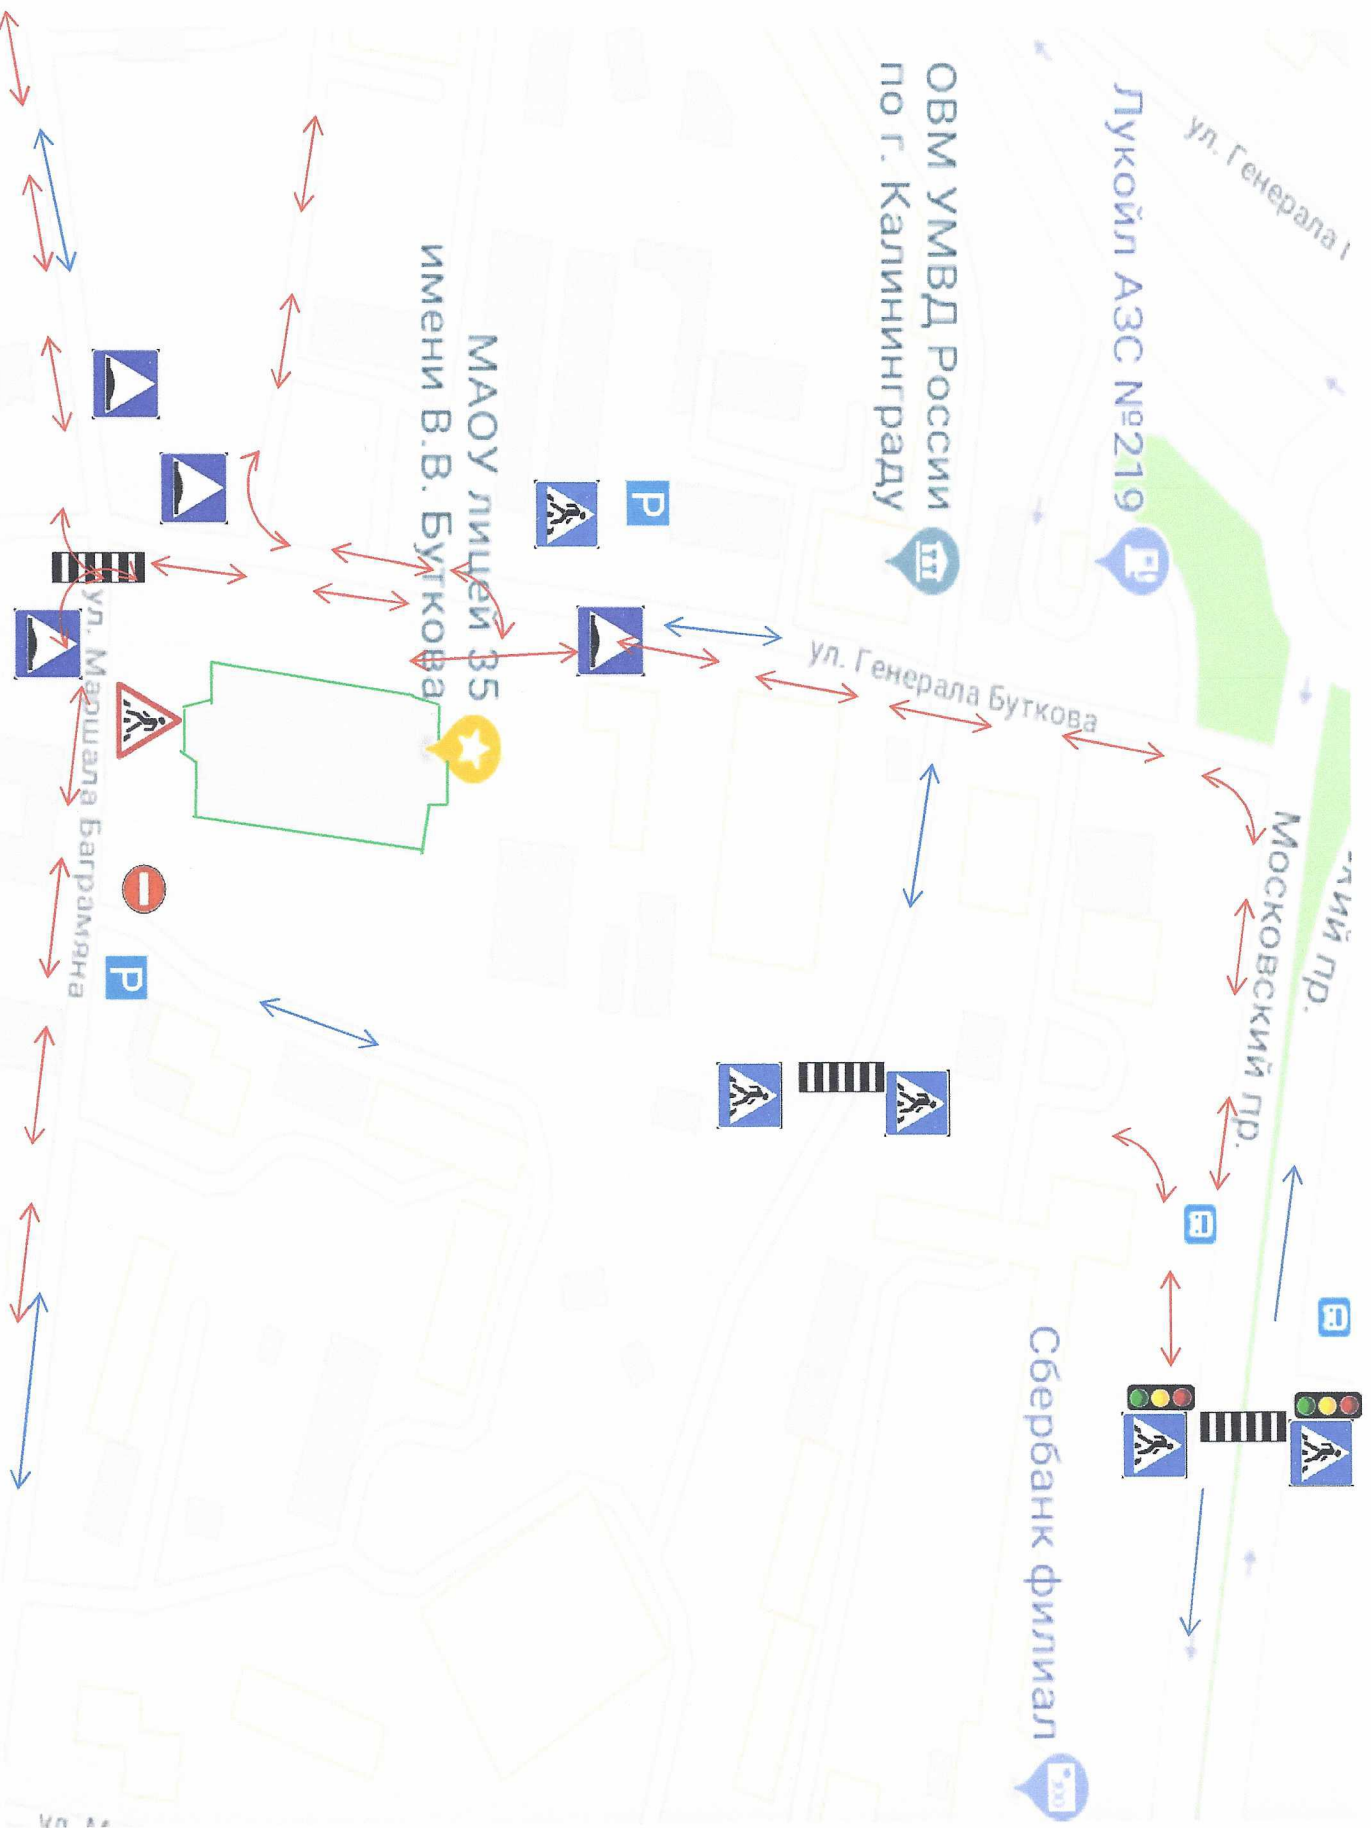 ул. Генерала
Лукойл АЗС №219
ОВМ УМВД России
по г. Калининграду
МАОУ лицей 35
имени В.В. Буткова
ул. Генерала Буткова
пр.
Московский пр.
ул. Маршала Баграмяна
Сбербанк филиал
P
P